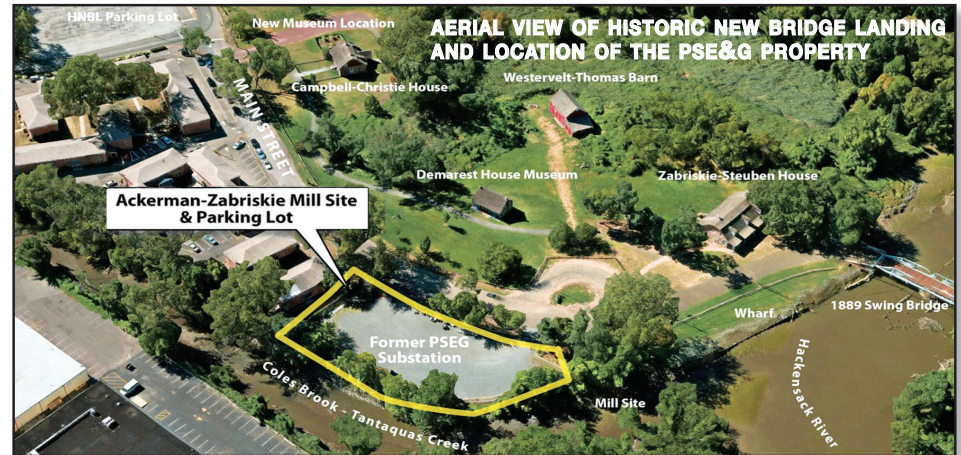 HNBL Parking Lot
New Museum Location
AERIAL VIEW OF HISTORIC NEW BRIDGE LANDING
AND LOCATION OF THE PSE&G PROPERTY
Westervelt-Thomas Barn
Campbell-Christie House
MAIN STREET
Demarest House Museum
Zabriskie-Steuben House
Ackerman-Zabriskie Mill Site
& Parking Lot
1889 Swing Bridge
Wharf
Former PSEG
Substation
Hackensack River
Coles Brook - Tantaquas Creek
Mill Site